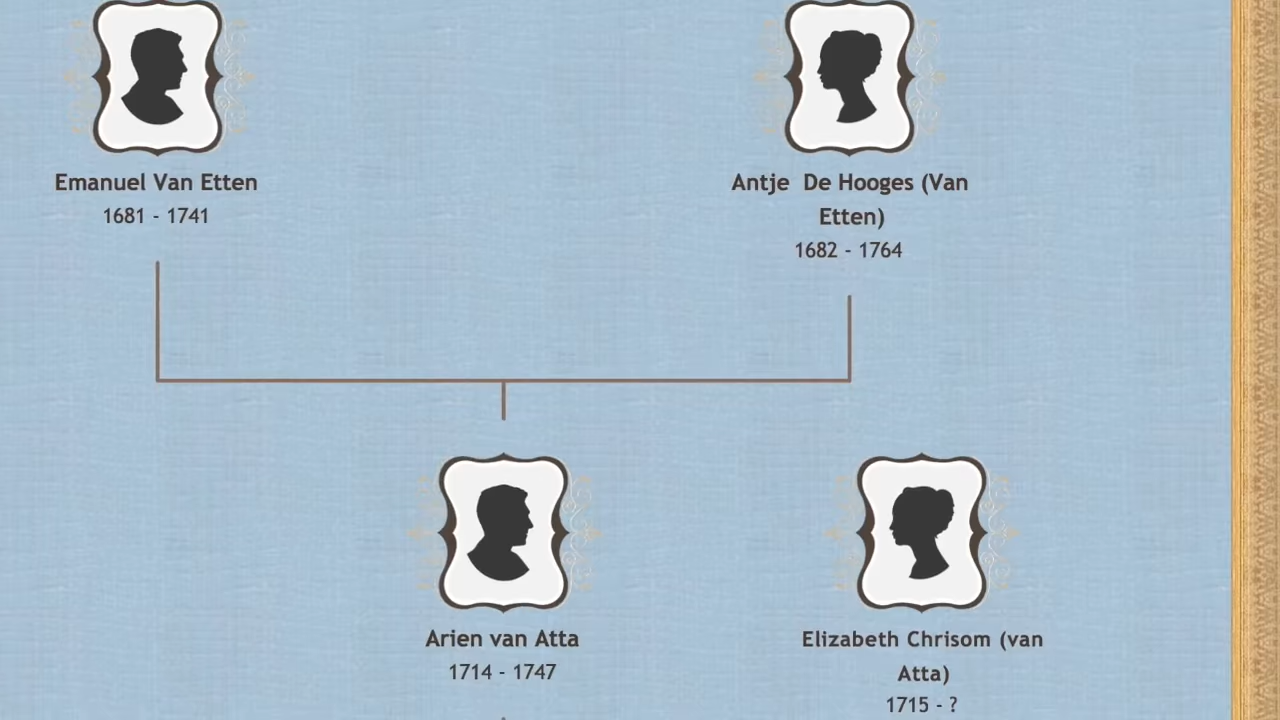 Emanuel Van Etten
1681 - 1741
Antje De Hooges (Van
Etten)
1682 - 1764
Arien van Atta
1714 - 1747
Elizabeth Chrisom (van
Atta)
1715 - ?